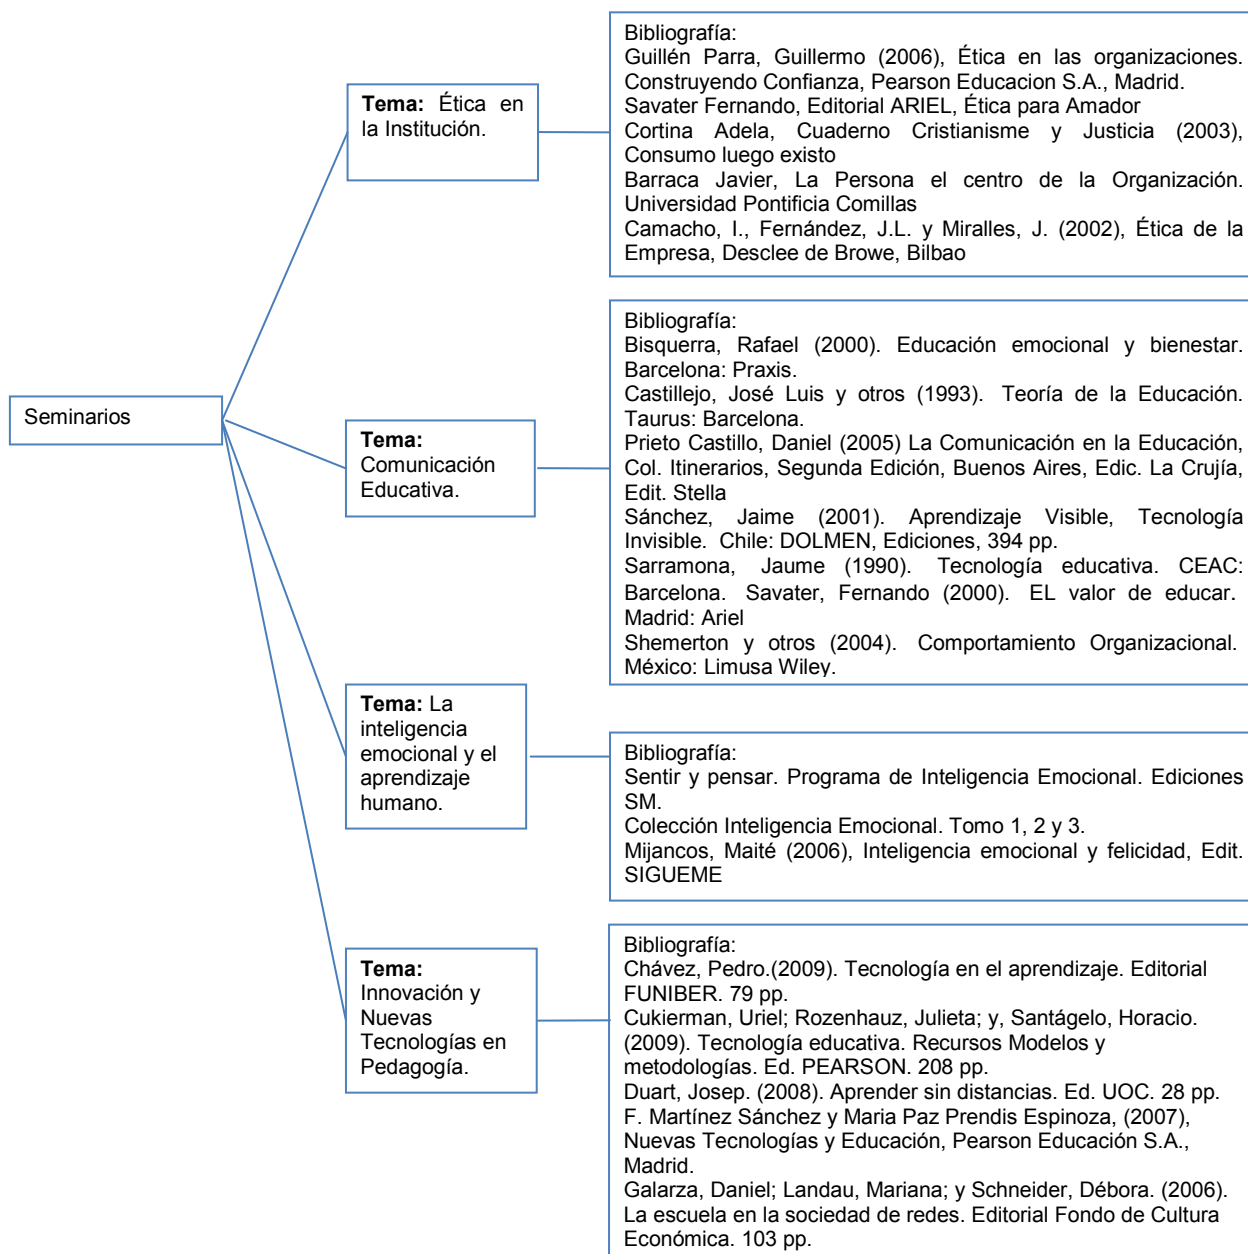 Seminarios
Tema: Ética en
la Institución.
Bibliografía:
Guillén Parra, Guillermo (2006), Ética en las organizaciones.
Construyendo Confianza, Pearson Educacion S.A., Madrid.
Savater Fernando, Editorial ARIEL, Ética para Amador
Cortina Adela, Cuaderno Cristianisme y Justicia (2003),
Consumo luego existo
Barraca Javier, La Persona el centro de la Organización.
Universidad Pontificia Comillas
Camacho, I., Fernández, J.L. y Miralles, J. (2002), Ética de la
Empresa, Desclee de Browe, Bilbao
Tema:
Comunicación
Educativa.
Bibliografía:
Bisquerra, Rafael (2000). Educación emocional y bienestar.
Barcelona: Praxis.
Castillejo, José Luis y otros (1993). Teoría de la Educación.
Taurus: Barcelona.
Prieto Castillo, Daniel (2005) La Comunicación en la Educación,
Col. Itinerarios, Segunda Edición, Buenos Aires, Edic. La Crujía,
Edit. Stella
Sánchez, Jaime (2001). Aprendizaje Visible, Tecnología
Invisible. Chile: DOLMEN, Ediciones, 394 pp.
Sarramona, Jaume (1990). Tecnología educativa. CEAC:
Barcelona. Savater, Fernando (2000). EL valor de educar.
Madrid: Ariel
Shemerton y otros (2004). Comportamiento Organizacional.
México: Limusa Wiley.
Tema: La
inteligencia
emocional y el
aprendizaje
humano.
Bibliografía:
Sentir y pensar. Programa de Inteligencia Emocional. Ediciones
SM.
Colección Inteligencia Emocional. Tomo 1, 2 y 3.
Mijancos, Maité (2006), Inteligencia emocional y felicidad, Edit.
SIGUEME
Tema:
Innovación y
Nuevas
Tecnologías en
Pedagogía.
Bibliografía:
Chávez, Pedro.(2009). Tecnología en el aprendizaje. Editorial
FUNIBER. 79 pp.
Cukierman, Uriel; Rozenhauz, Julieta; y, Santágelo, Horacio.
(2009). Tecnología educativa. Recursos Modelos y
metodologías. Ed. PEARSON. 208 pp.
Duart, Josep. (2008). Aprender sin distancias. Ed. UOC. 28 pp.
F. Martínez Sánchez y Maria Paz Prendis Espinoza, (2007),
Nuevas Tecnologías y Educación, Pearson Educación S.A.,
Madrid.
Galarza, Daniel; Landau, Mariana; y Schneider, Débora. (2006).
La escuela en la sociedad de redes. Editorial Fondo de Cultura
Económica. 103 pp.